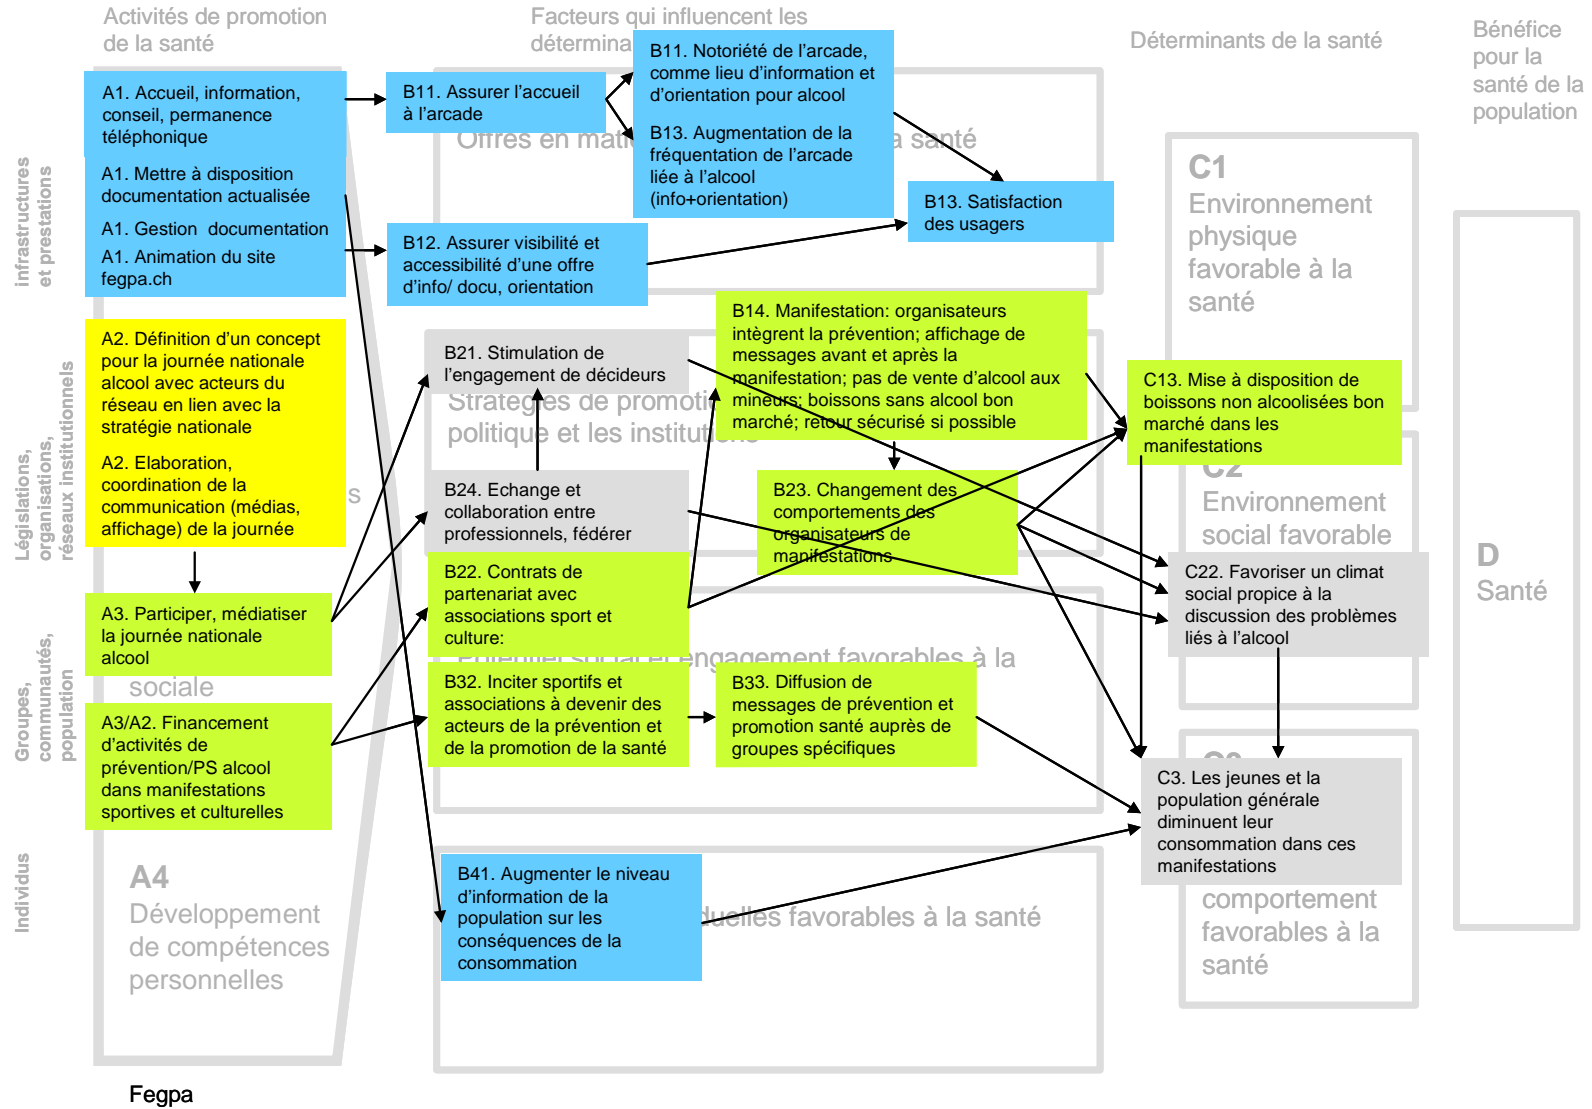 Activités de promotion
de la santé
Facteurs qui influencent les
détermina
Déterminants de la santé
Bénéfice
pour la
santé de la
population
infrastructures
et prestations
Législations,
organisations,
réseaux institutionnels
Groupes,
communautés,
population
Individus
A1. Accueil, information,
conseil, permanence
téléphonique
A1. Mettre à disposition
documentation actualisée
A1. Gestion documentation
A1. Animation du site
fegpa.ch
A2. Définition d'un concept
pour la journée nationale
alcool avec acteurs du
réseau en lien avec la
stratégie nationale
A2. Elaboration,
coordination de la
communication (médias,
affichage) de la journée
s
A3. Participer, médiatiser
la journée nationale
alcool
sociale
A3/A2. Financement
d'activités de
prévention/PS alcool
dans manifestations
sportives et culturelles
A4
Développement
de compétences
personnelles
B11. Assurer l'accueil
à l'arcade
B11. Notoriété de l'arcade,
comme lieu d'information et
d'orientation pour alcool
B13. Augmentation de la
fréquentation de l'arcade
liée à l'alcool
(info+orientation)
Offres en mati
a santé
B12. Assurer visibilité et
accessibilité d'une offre
d'info/ docu, orientation
B13. Satisfaction
des usagers
B21. Stimulation de
l'engagement de décideurs
Stratégies de promotio
politique et les institutions
B14. Manifestation: organisateurs
intègrent la prévention; affichage de
messages avant et après la
manifestation; pas de vente d'alcool aux
mineurs; boissons sans alcool bon
marché; retour sécurisé si possible
B24. Echange et
collaboration entre
professionnels, fédérer
B23. Changement des
comportements des
organisateurs de
manifestations
B22. Contrats de
partenariat avec
associations sport et
culture:
Potentiel social et engagement favorables à la
B32. Inciter sportifs et
associations à devenir des
acteurs de la prévention et
de la promotion de la santé
B33. Diffusion de
messages de prévention et
promotion santé auprès de
groupes spécifiques
B41. Augmenter le niveau
d'information de la
population sur les
conséquences de la
consommation
duelles favorables à la santé
C1
Environnement
physique
favorable à la
santé
C13. Mise à disposition de
boissons non alcoolisées bon
marché dans les
manifestations
C2
Environnement
social favorable
C22. Favoriser un climat
social propice à la
discussion des problèmes
liés à l'alcool
C3. Les jeunes et la
population générale
diminuent leur
consommation dans ces
manifestations
comportement
favorables à la
santé
D
Santé
Fegpa